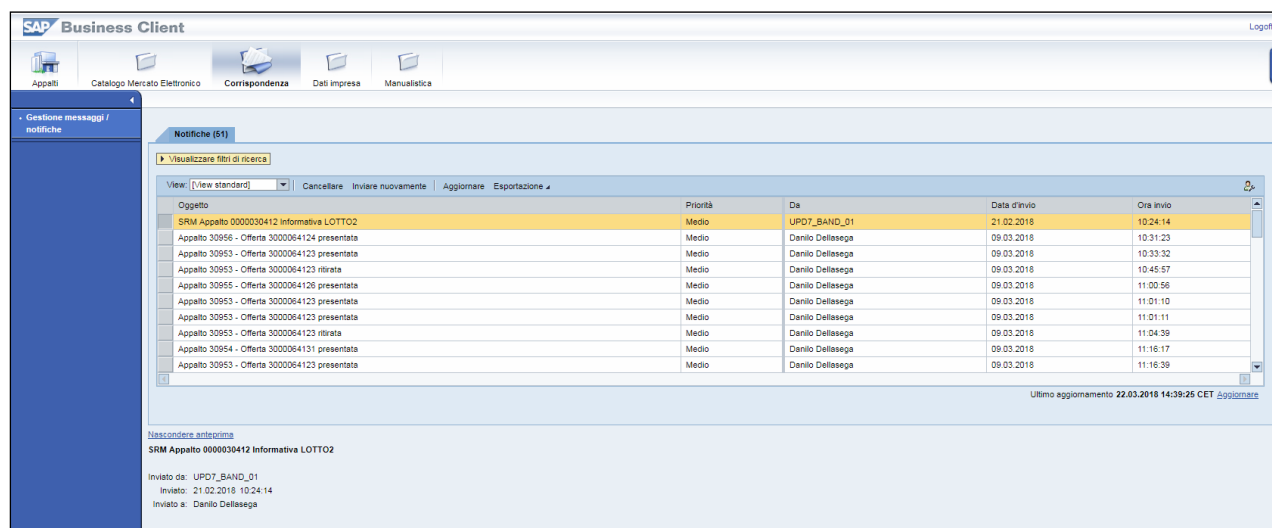 SAP Business Client
Logoff
Appalti Catalogo Mercato Elettronico Corrispondenza Dati impresa Manualistica
Gestione messaggi /
notifiche
Notifiche (51)
Visualizzare filtri di ricerca
View: [View standard] Cancellare Inviare nuovamente Aggiornare Esportazione
Oggetto Priorità Da Data d'invio Ora invio
SRM Appalto 0000030412 Informativa LOTTO2 Medio UPD7_BAND_01 21.02.2018 10:24:14
Appalto 30956 - Offerta 3000064124 presentata Medio Danilo Dellasega 09.03.2018 10:31:23
Appalto 30953 - Offerta 3000064123 presentata Medio Danilo Dellasega 09.03.2018 10:33:32
Appalto 30953 - Offerta 3000064123 ritirata Medio Danilo Dellasega 09.03.2018 10:45:57
Appalto 30955 - Offerta 3000064126 presentata Medio Danilo Dellasega 09.03.2018 11:00:56
Appalto 30953 - Offerta 3000064123 presentata Medio Danilo Dellasega 09.03.2018 11:01:10
Appalto 30953 - Offerta 3000064123 presentata Medio Danilo Dellasega 09.03.2018 11:01:11
Appalto 30953 - Offerta 3000064123 ritirata Medio Danilo Dellasega 09.03.2018 11:04:39
Appalto 30954 - Offerta 3000064131 presentata Medio Danilo Dellasega 09.03.2018 11:16:17
Appalto 30953 - Offerta 3000064123 presentata Medio Danilo Dellasega 09.03.2018 11:16:39
Ultimo aggiornamento 22.03.2018 14:39:25 CET Aggiornare
Nascondere anteprima
SRM Appalto 0000030412 Informativa LOTTO2
Inviato da: UPD7_BAND_01
Inviato: 21.02.2018 10:24:14
Inviato a: Danilo Dellasega